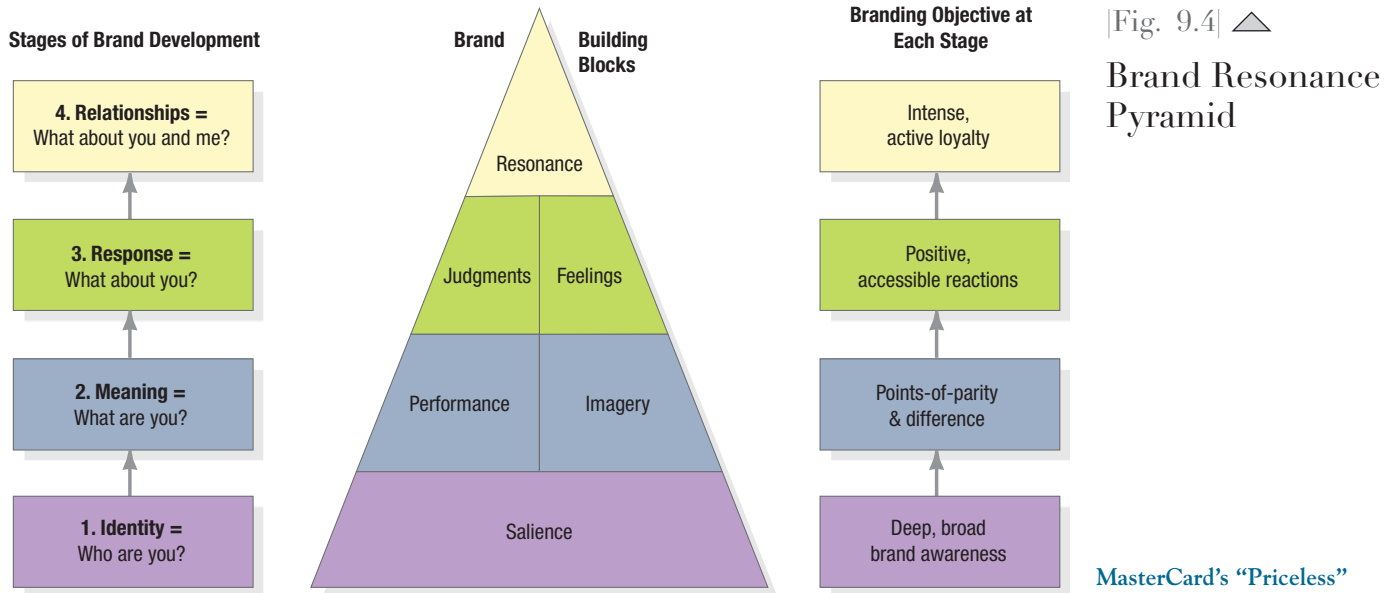 Stages of Brand Development
4. Relationships =
What about you and me?
3. Response =
What about you?
2. Meaning =
What are you?
1. Identity =
Who are you?
Brand
Building
Blocks
Resonance
Judgments
Feelings
Performance
Imagery
Salience
Branding Objective at
Each Stage
Intense,
active loyalty
Positive,
accessible reactions
Points-of-parity
& difference
Deep, broad
brand awareness
|Fig. 9.4|
Brand Resonance
Pyramid
MasterCard's “Priceless”